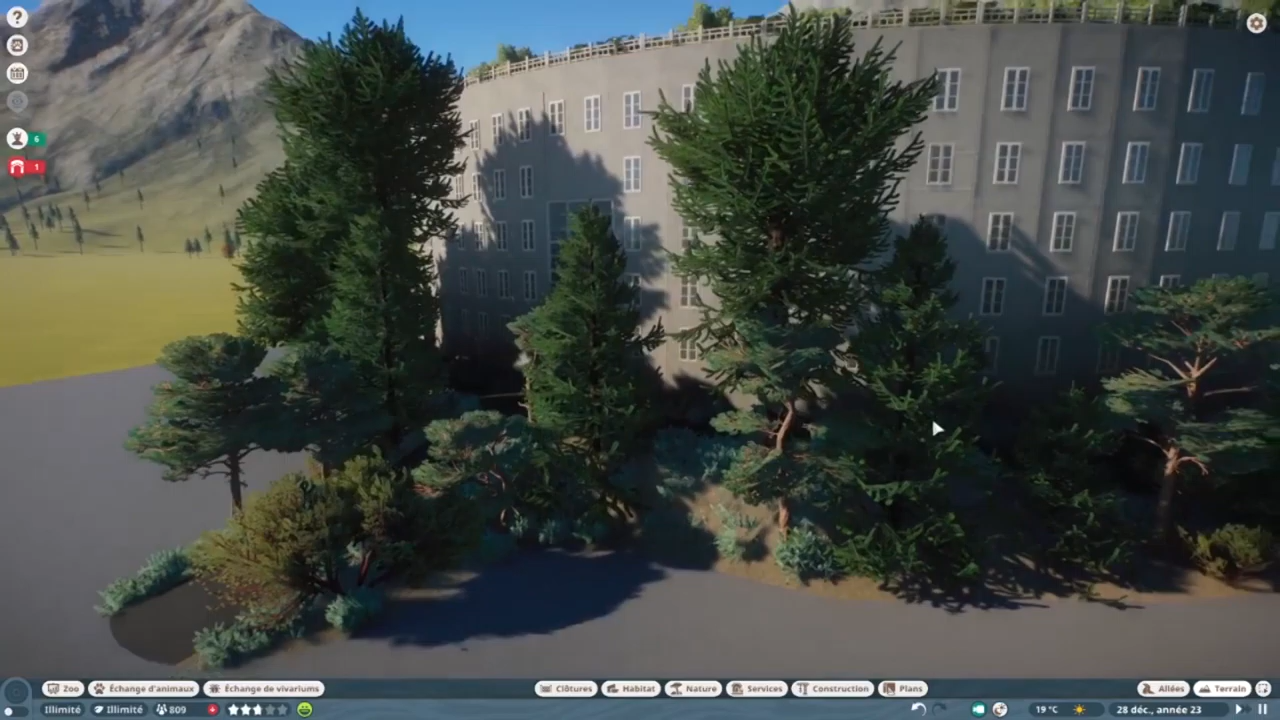 6
1
Zoo Échange d'animaux Échange de vivariums Clôtures Habitat Nature Services Construction Plans Allées Terrain
Illimité Illimité 809 19 °C 28 déc., année 23